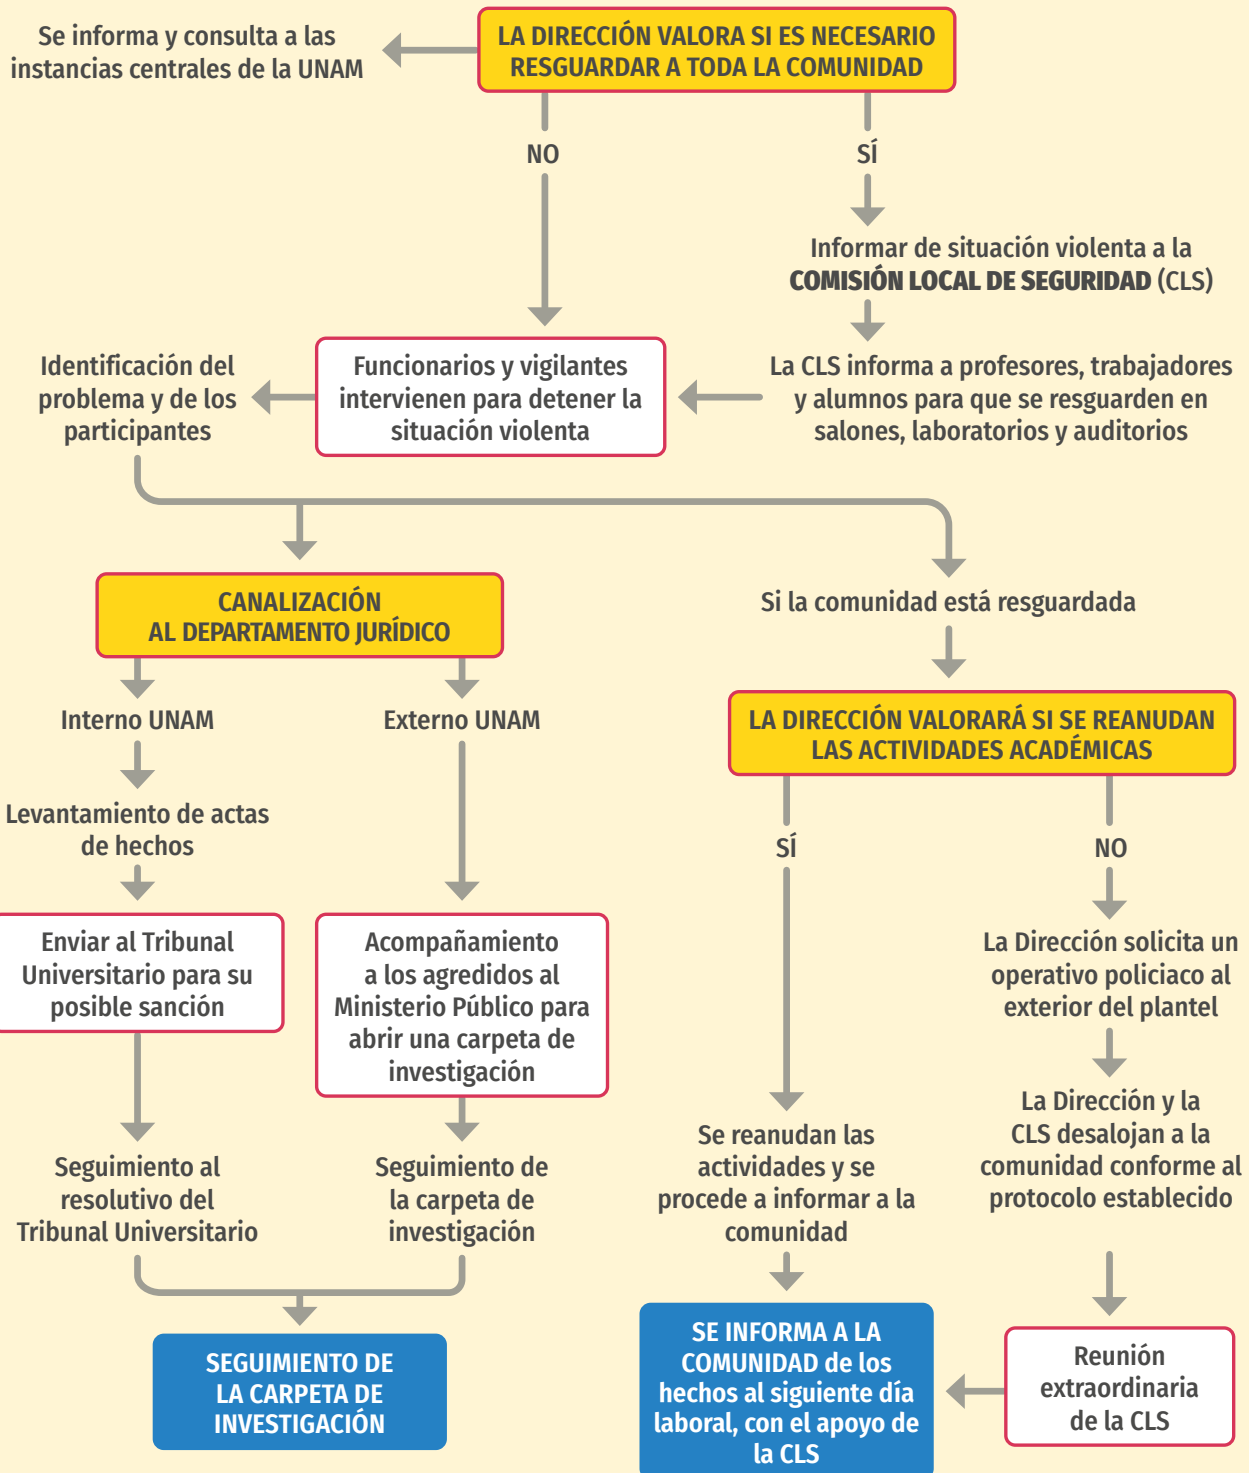 Se informa y consulta a las
instancias centrales de la UNAM
LA DIRECCIÓN VALORA SI ES NECESARIO
RESGUARDAR A TODA LA COMUNIDAD
NO
SÍ
Informar de situación violenta a la
COMISIÓN LOCAL DE SEGURIDAD (CLS)
Identificación del
problema y de los
participantes
Funcionarios y vigilantes
intervienen para detener la
situación violenta
La CLS informa a profesores, trabajadores
y alumnos para que se resguarden en
salones, laboratorios y auditorios
CANALIZACIÓN
AL DEPARTAMENTO JURÍDICO
Si la comunidad está resguardada
Interno UNAM
Externo UNAM
LA DIRECCIÓN VALORARÁ SI SE REANUDAN
LAS ACTIVIDADES ACADÉMICAS
Levantamiento de actas
de hechos
SÍ
NO
Enviar al Tribunal
Universitario para su
posible sanción
Acompañamiento
a los agredidos al
Ministerio Público para
abrir una carpeta de
investigación
La Dirección solicita un
operativo policiaco al
exterior del plantel
Seguimiento al
resolutivo del
Tribunal Universitario
Seguimiento de
la carpeta de
investigación
Se reanudan las
actividades y se
procede a informar a la
comunidad
La Dirección y la
CLS desalojan a la
comunidad conforme al
protocolo establecido
SEGUIMIENTO DE
LA CARPETA DE
INVESTIGACIÓN
SE INFORMA A LA
COMUNIDAD de los
hechos al siguiente día
laboral, con el apoyo de
la CLS
Reunión
extraordinaria
de la CLS